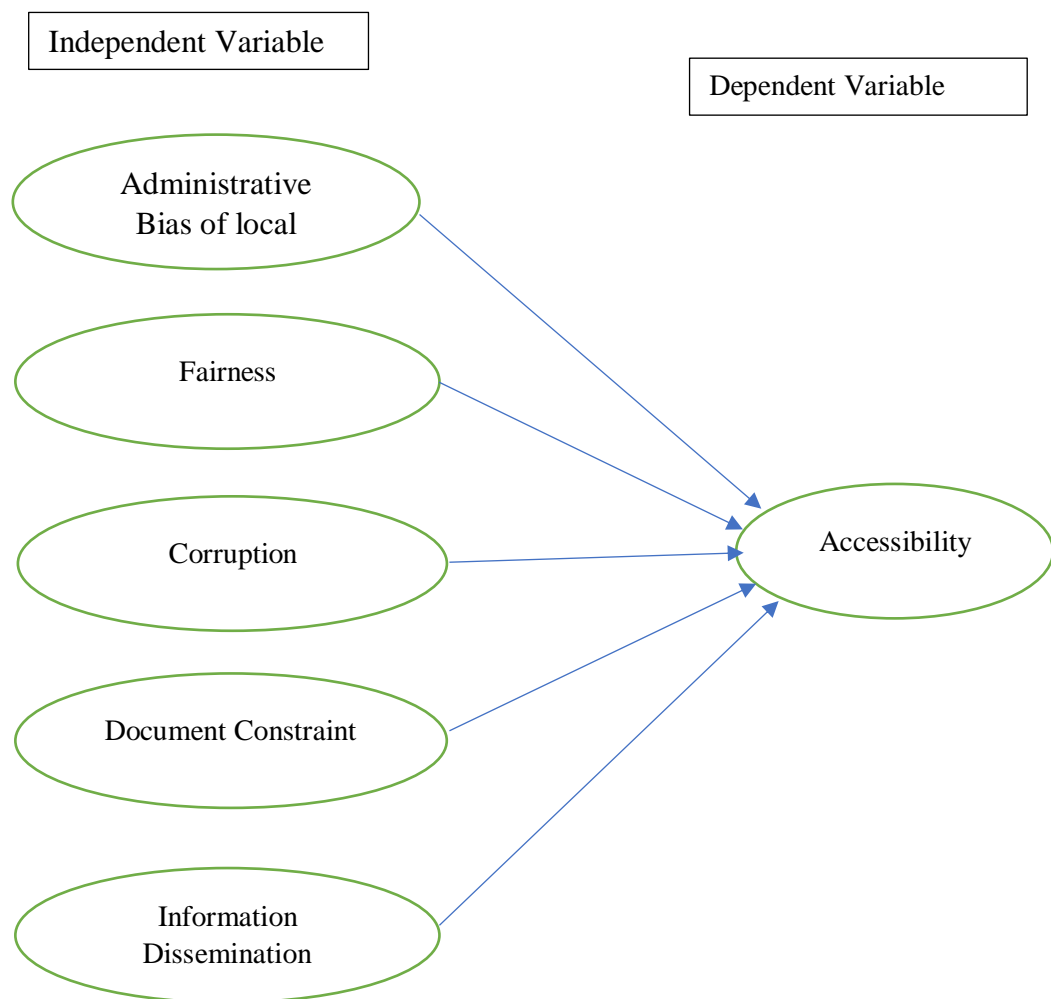 Independent Variable
Dependent Variable
Administrative
Bias of local
Fairness
Corruption
Accessibility
Document Constraint
Information
Dissemination